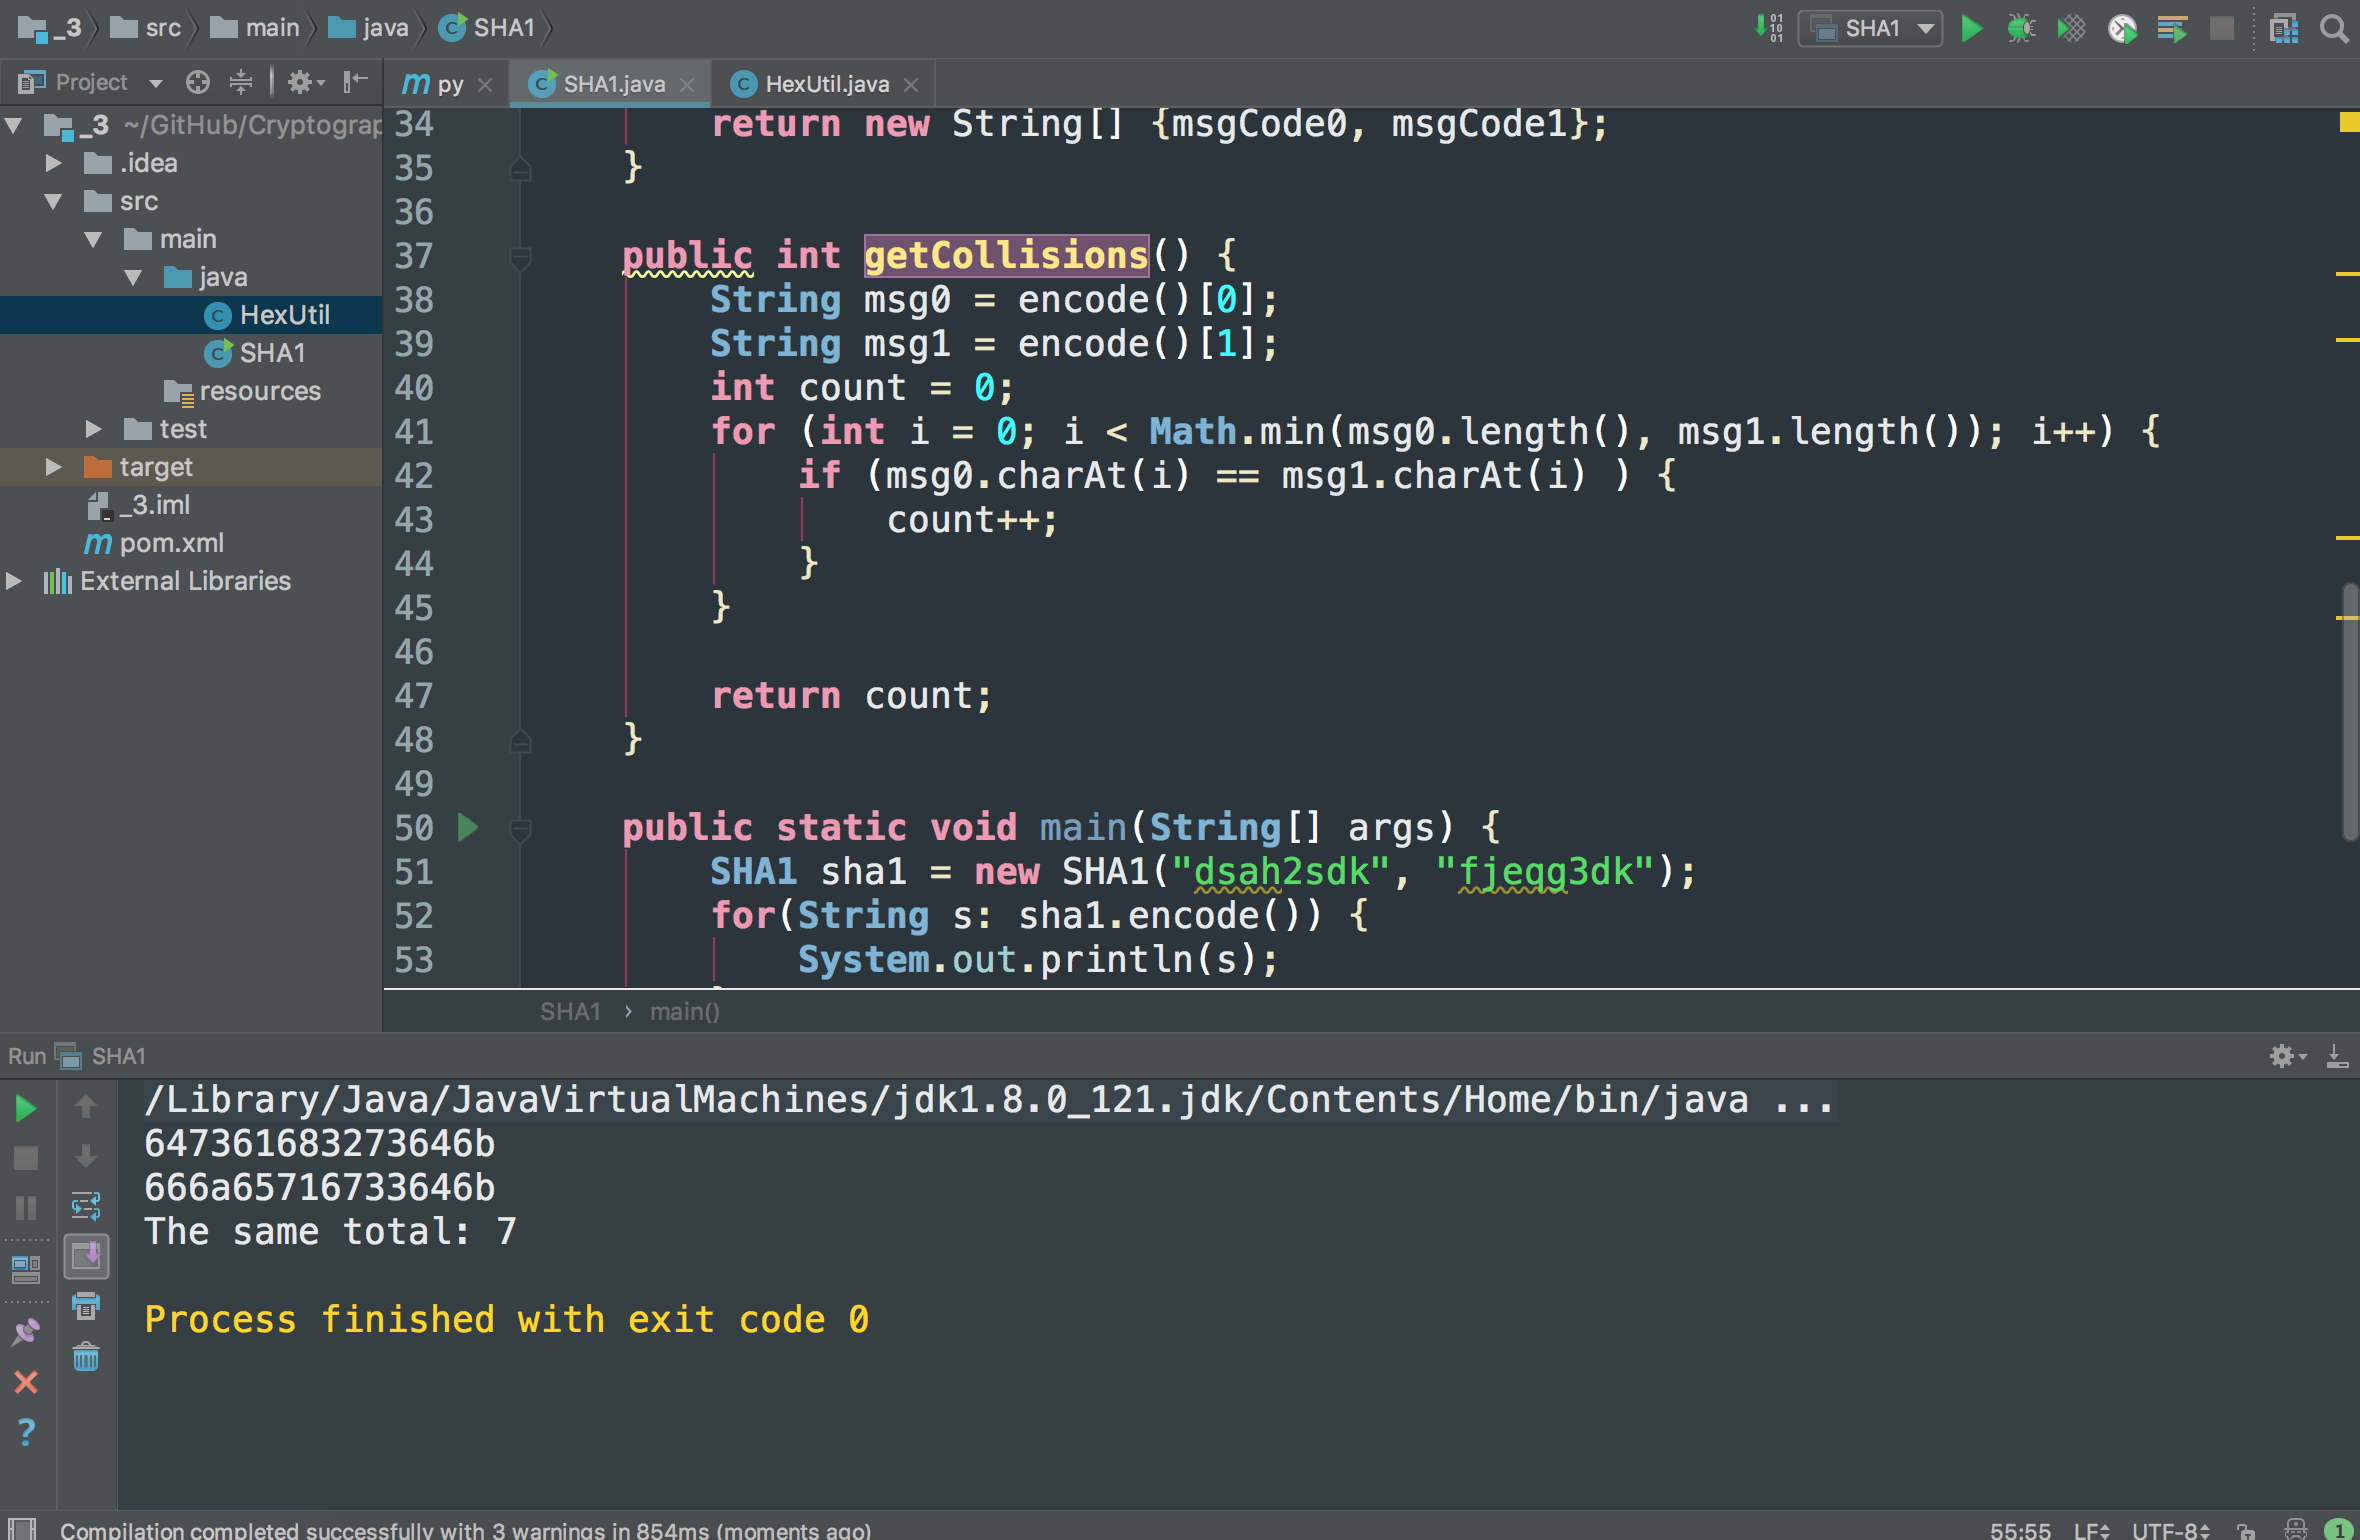 _3 src main java SHA1
SHA1
Project
py SHA1.java HexUtil.java
_3 ~/GitHub/Cryptograp
.idea
src
main
java
HexUtil
SHA1
resources
test
target
_3.iml
pom.xml
External Libraries
34 return new String[] {msgCode0, msgCode1};
35 }
36
37 public int getCollisions() {
38 String msg0 = encode()[0];
39 String msg1 = encode()[1];
40 int count = 0;
41 for (int i = 0; i < Math.min(msg0.length(), msg1.length()); i++) {
42 if (msg0.charAt(i) == msg1.charAt(i) ) {
43 count++;
44 }
45 }
46
47 return count;
48 }
49
50 public static void main(String[] args) {
51 SHA1 sha1 = new SHA1("dsah2sdk", "fjeqg3dk");
52 for(String s: sha1.encode()) {
53 System.out.println(s);
SHA1 › main()
Run SHA1
/Library/Java/JavaVirtualMachines/jdk1.8.0_121.jdk/Contents/Home/bin/java ...
647361683273646b
666a65716733646b
The same total: 7
Process finished with exit code 0
Compilation completed successfully with 3 warnings in 854ms (moments ago)
55:55 LF UTF-8 1